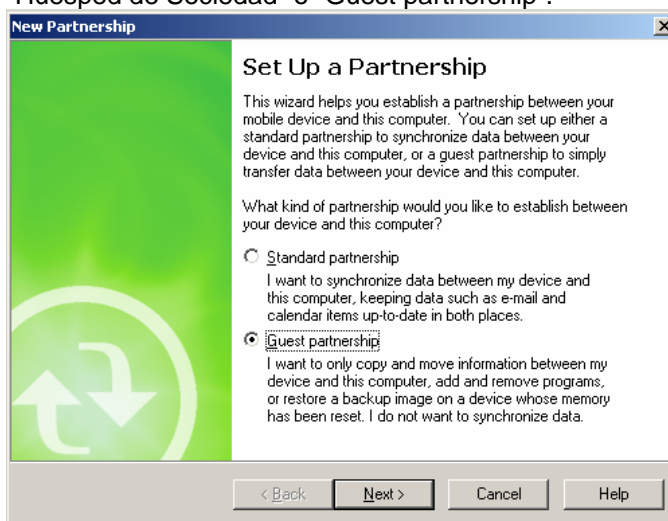 "Huésped de Sociedad" o "Guest partnership".
New Partnership
Set Up a Partnership
This wizard helps you establish a partnership between your
mobile device and this computer. You can set up either a
standard partnership to synchronize data between your
device and this computer, or a guest partnership to simply
transfer data between your device and this computer.
What kind of partnership would you like to establish between
your device and this computer?
Standard partnership
I want to synchronize data between my device and
this computer, keeping data such as e-mail and
calendar items up-to-date in both places.
Guest partnership
I want to only copy and move information between my
device and this computer, add and remove programs,
or restore a backup image on a device whose memory
has been reset. I do not want to synchronize data.
< Back
Next >
Cancel
Help